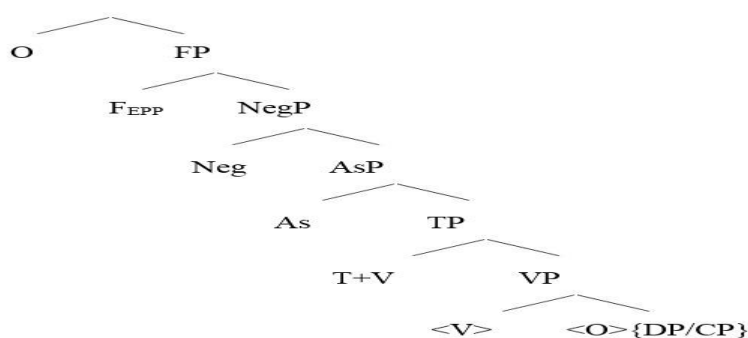 O FP
F_EPP NegP
Neg AsP
As TP
T+V VP
<V> <O>{DP/CP}